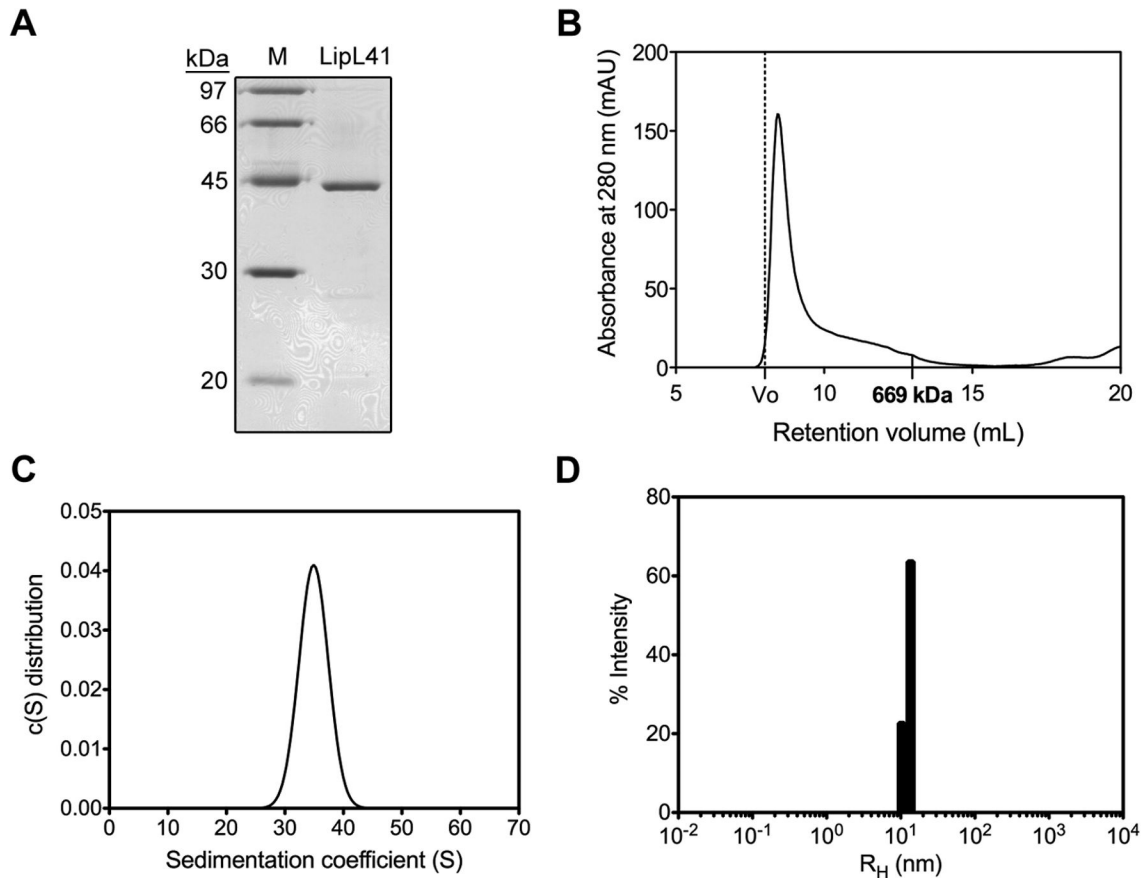 A
kDa M LipL41
97
66
45
30
20
B
Absorbance at 280 nm (mAU)
200
150
100
50
0
5 Vo 10 669 kDa 15 20
Retention volume (mL)
C
c(S) distribution
0.05
0.04
0.03
0.02
0.01
0.00
0 10 20 30 40 50 60 70
Sedimentation coefficient (S)
D
% Intensity
80
60
40
20
0
10⁻² 10⁻¹ 10⁰ 10¹ 10² 10³ 10⁴
R_H (nm)